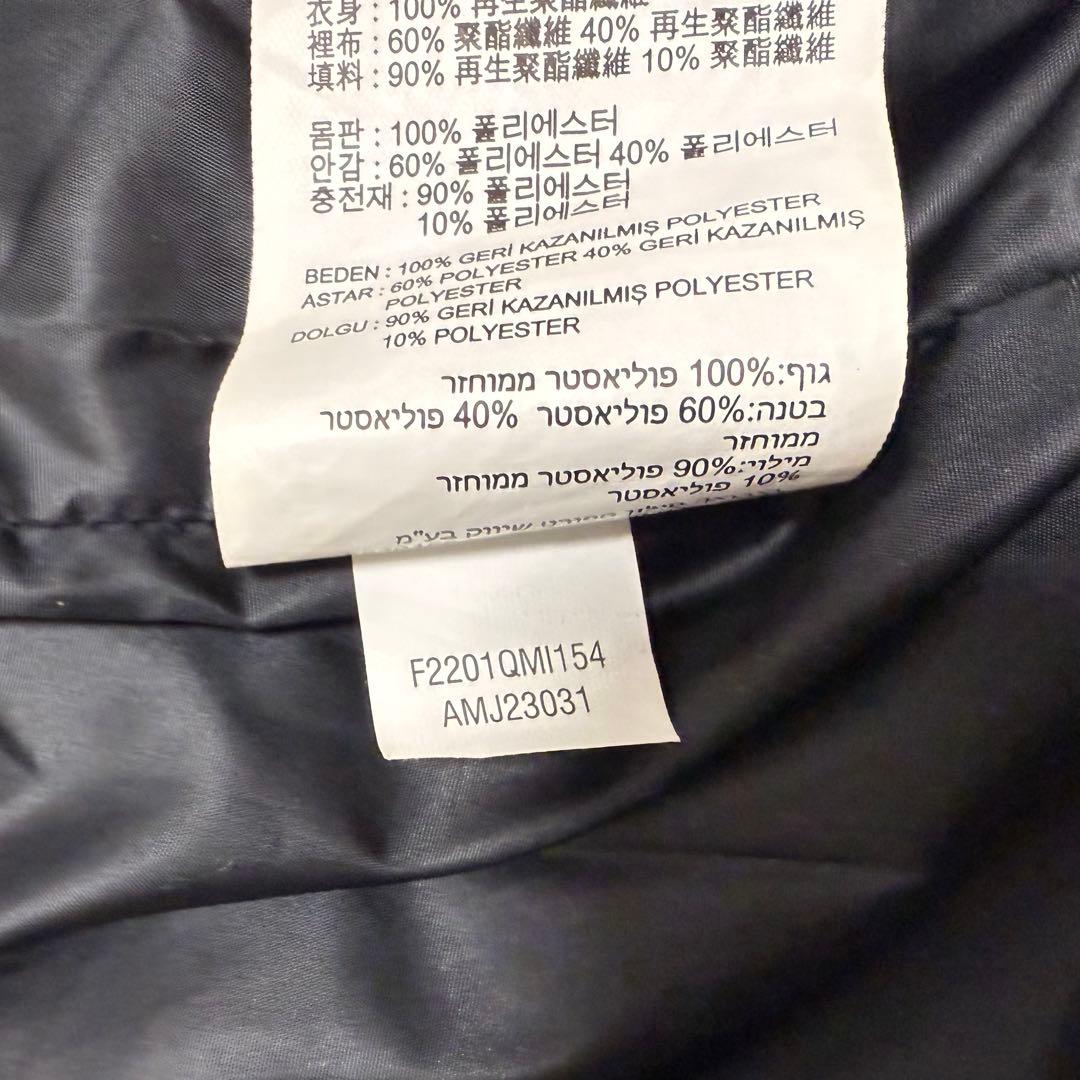 衣身 : 100% 再生聚酯纖維
裡布 : 60% 聚酯纖維 40% 再生聚酯纖維
填料 : 90% 再生聚酯纖維 10% 聚酯纖維
몸판 : 100% 폴리에스터
안감 : 60% 폴리에스터 40% 폴리에스터
충전재 : 90% 폴리에스터
10% 폴리에스터
BEDEN : 100% GERİ KAZANILMIŞ POLYESTER
ASTAR : 60% POLYESTER 40% GERİ KAZANILMIŞ
POLYESTER
DOLGU : 90% GERİ KAZANILMIŞ POLYESTER
10% POLYESTER
גוף:100% פוליאסטר ממוחזר
בטנה:60% פוליאסטר 40% פוליאסטר
ממוחזר
מילוי:90% פוליאסטר ממוחזר
10% פוליאסטר
שיווק בע"מ
F2201QMI154
AMJ23031